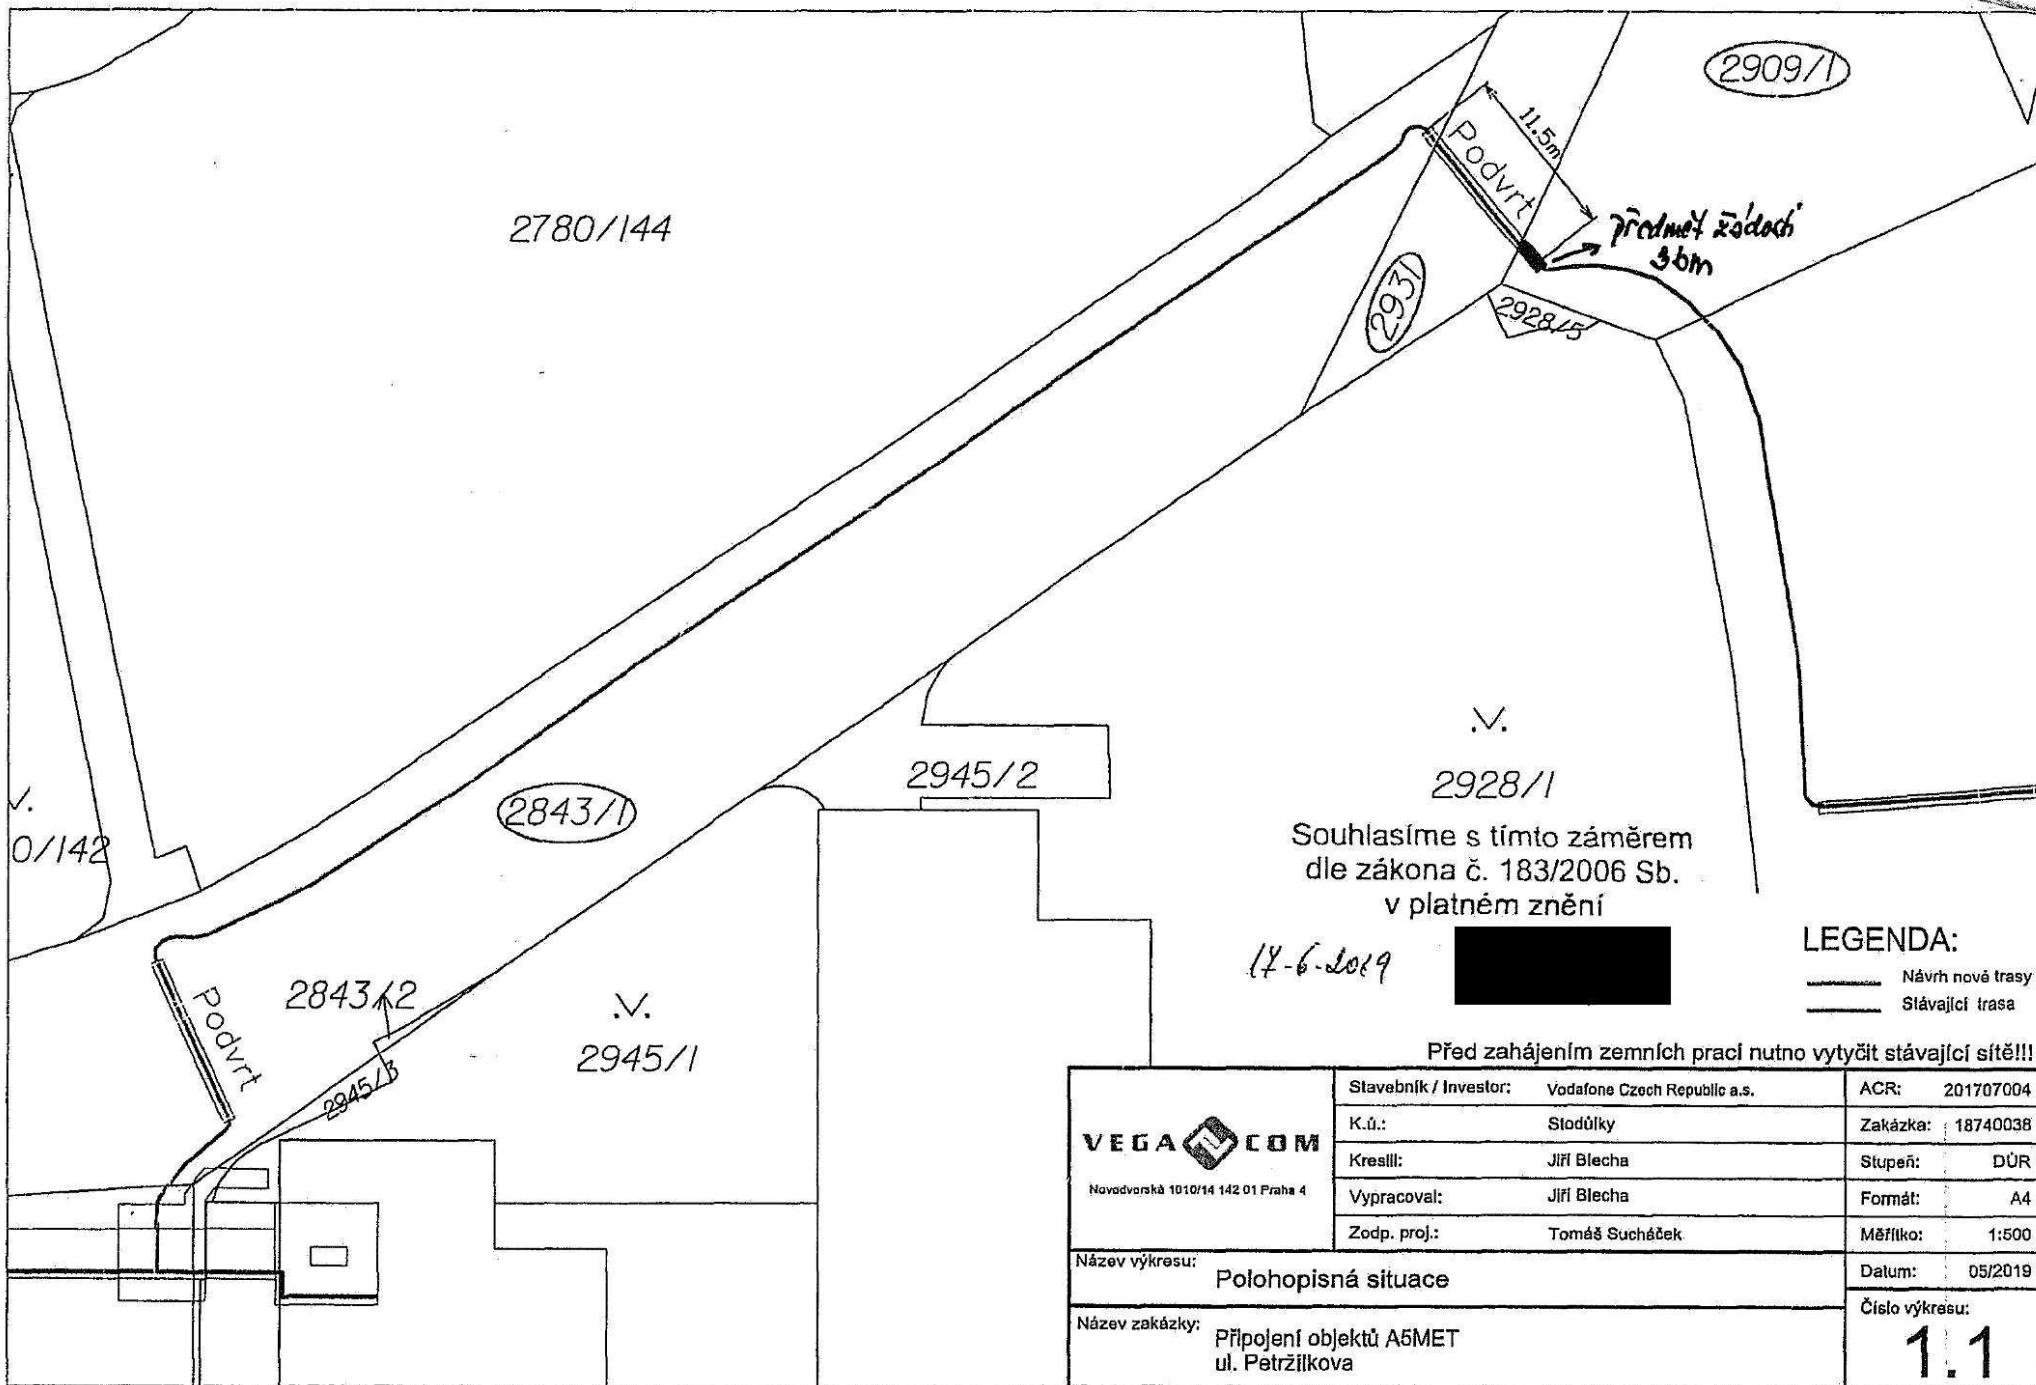 2909/1
11.5m
Podvrt
předmět žádosti
3bm
2780/144
2931
2928/5
2945/2
2928/1
2843/1
0/142
Souhlasíme s tímto záměrem
dle zákona č. 183/2006 Sb.
v platném znění
17-6-2019
LEGENDA:
Návrh nové trasy
Stávající trasa
2843/2
Podvrt
2945/1
2945/3
Před zahájením zemních prací nutno vytyčit stávající sítě!!!
VEGA COM
Novodvorská 1010/14 142 01 Praha 4
Stavebník / Investor: Vodafone Czech Republic a.s. ACR: 201707004
K.ú.: Stodůlky Zakázka: 18740038
Kreslil: Jiří Blecha Stupeň: DÚR
Vypracoval: Jiří Blecha Formát: A4
Zodp. proj.: Tomáš Sucháček Měřítko: 1:500
Název výkresu: Polohopisná situace Datum: 05/2019
Název zakázky: Připojení objektů A5MET
ul. Petržílkova
Číslo výkresu:
1.1